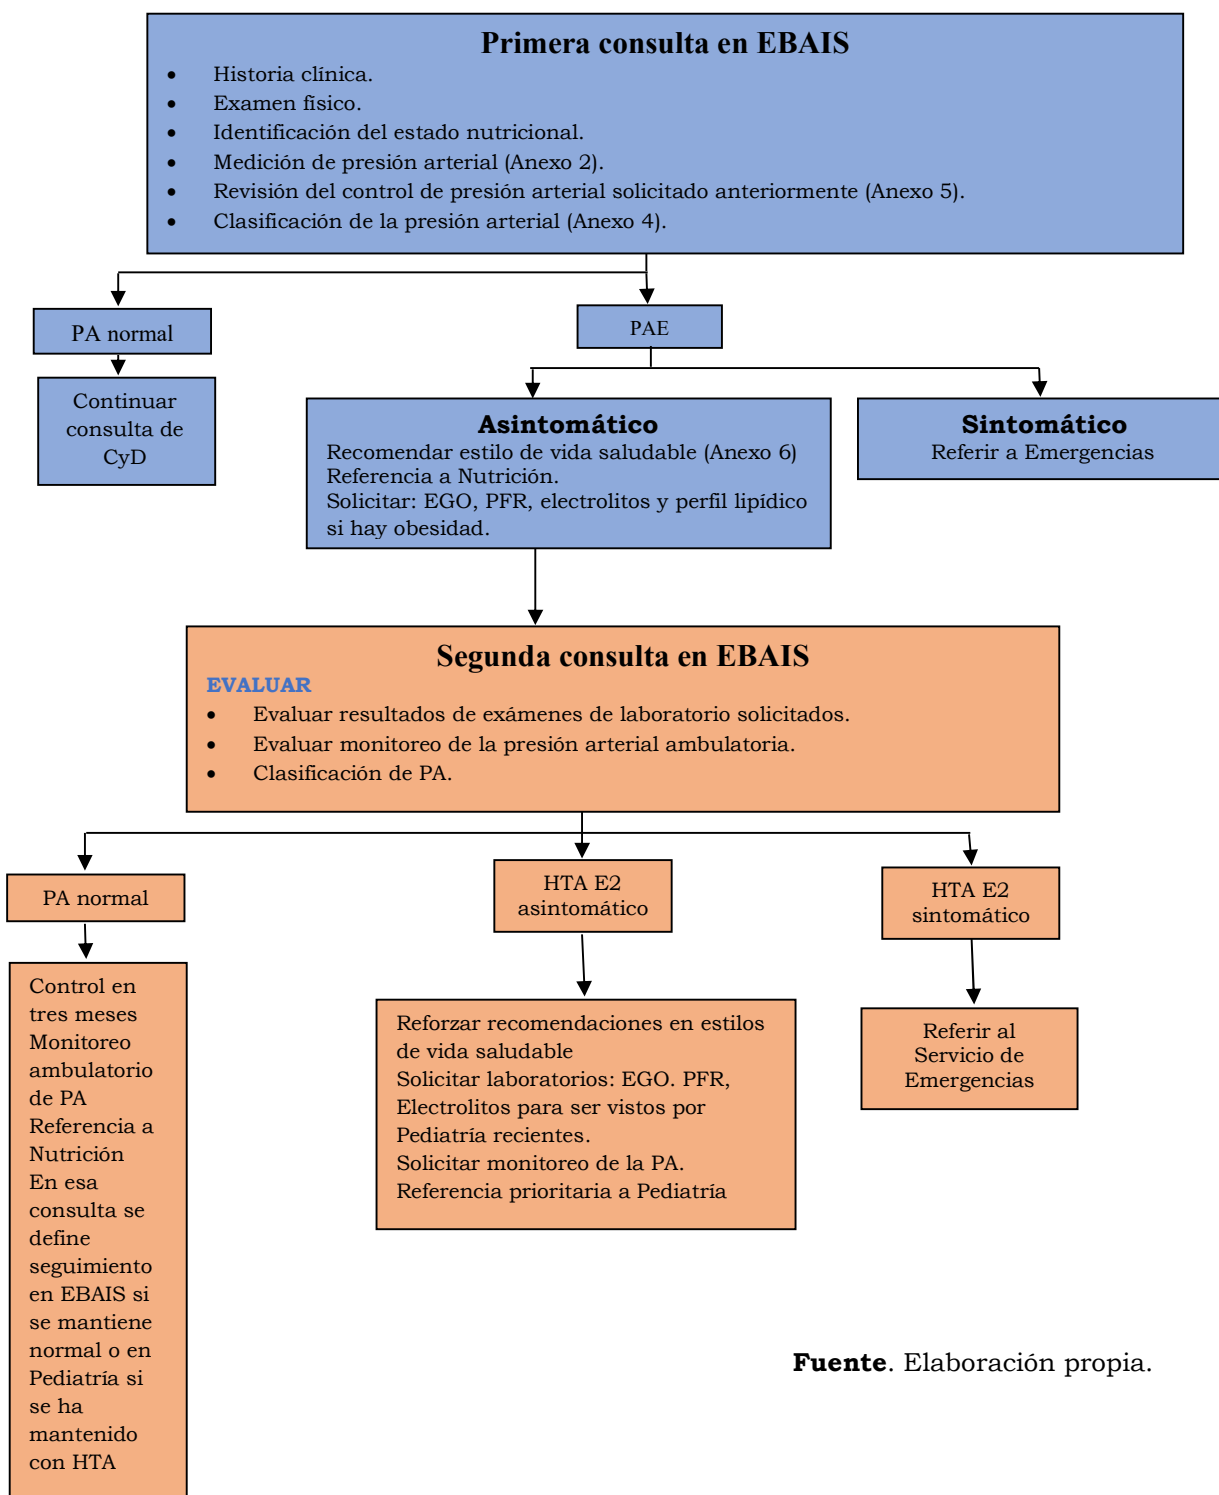 Primera consulta en EBAIS
• Historia clínica.
• Examen físico.
• Identificación del estado nutricional.
• Medición de presión arterial (Anexo 2).
• Revisión del control de presión arterial solicitado anteriormente (Anexo 5).
• Clasificación de la presión arterial (Anexo 4).
PA normal
PAE
Continuar
consulta de
CyD
Asintomático
Recomendar estilo de vida saludable (Anexo 6)
Referencia a Nutrición.
Solicitar: EGO, PFR, electrolitos y perfil lipídico
si hay obesidad.
Sintomático
Referir a Emergencias
Segunda consulta en EBAIS
EVALUAR
• Evaluar resultados de exámenes de laboratorio solicitados.
• Evaluar monitoreo de la presión arterial ambulatoria.
• Clasificación de PA.
PA normal
HTA E2
asintomático
HTA E2
sintomático
Control en
tres meses
Monitoreo
ambulatorio
de PA
Referencia a
Nutrición
En esa
consulta se
define
seguimiento
en EBAIS si
se mantiene
normal o en
Pediatría si
se ha
mantenido
con HTA
Reforzar recomendaciones en estilos
de vida saludable
Solicitar laboratorios: EGO. PFR,
Electrolitos para ser vistos por
Pediatría recientes.
Solicitar monitoreo de la PA.
Referencia prioritaria a Pediatría
Referir al
Servicio de
Emergencias
Fuente. Elaboración propia.